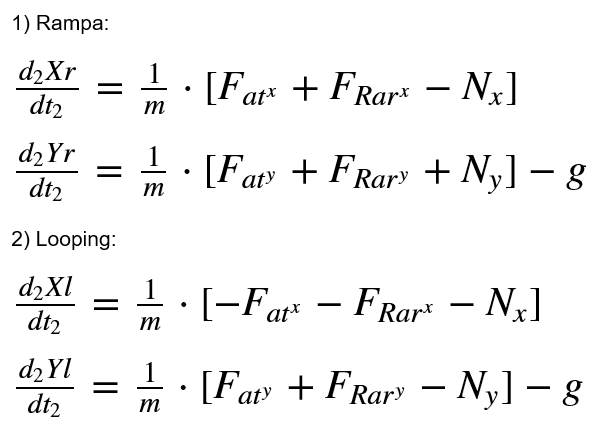 1) Rampa:
d₂Xr/dt₂ = 1/m · [F_{at^x} + F_{Rar^x} − N_x]
d₂Yr/dt₂ = 1/m · [F_{at^y} + F_{Rar^y} + N_y] − g
2) Looping:
d₂Xl/dt₂ = 1/m · [−F_{at^x} − F_{Rar^x} − N_x]
d₂Yl/dt₂ = 1/m · [F_{at^y} + F_{Rar^y} − N_y] − g